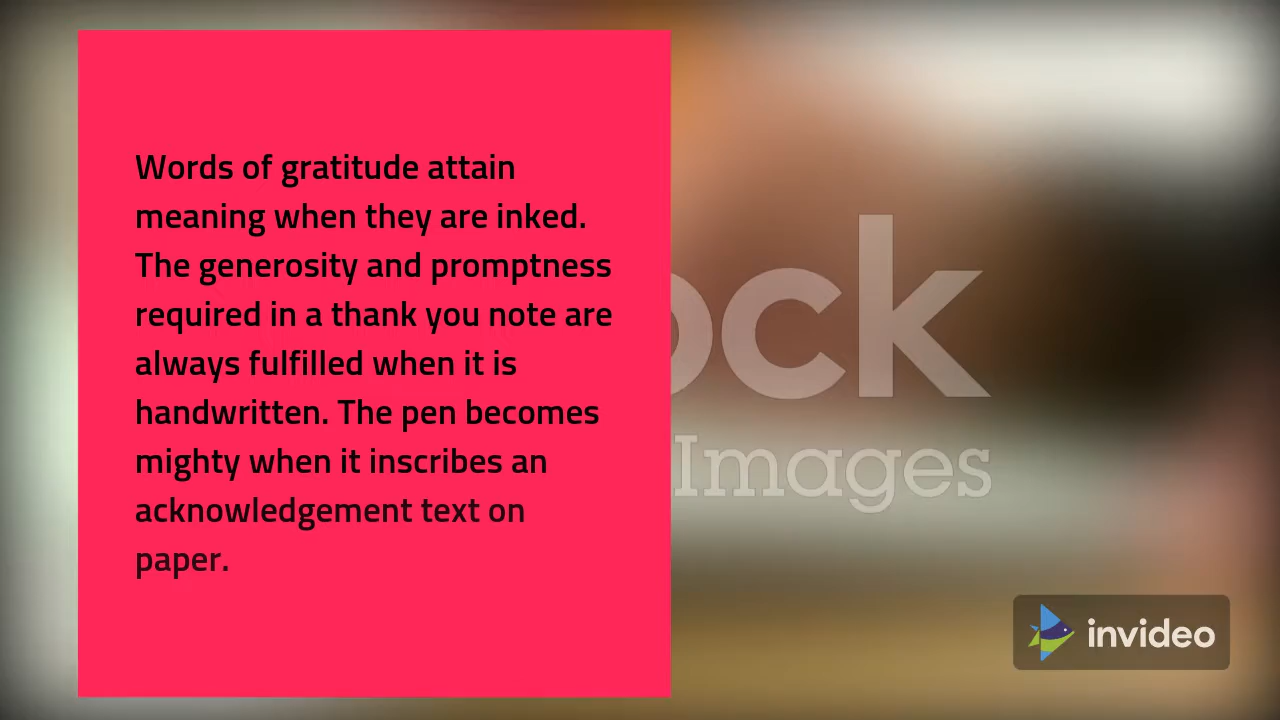 Words of gratitude attain
meaning when they are inked.
The generosity and promptness
required in a thank you note are
always fulfilled when it is
handwritten. The pen becomes
mighty when it inscribes an
acknowledgement text on
paper.
ock
Images
invideo